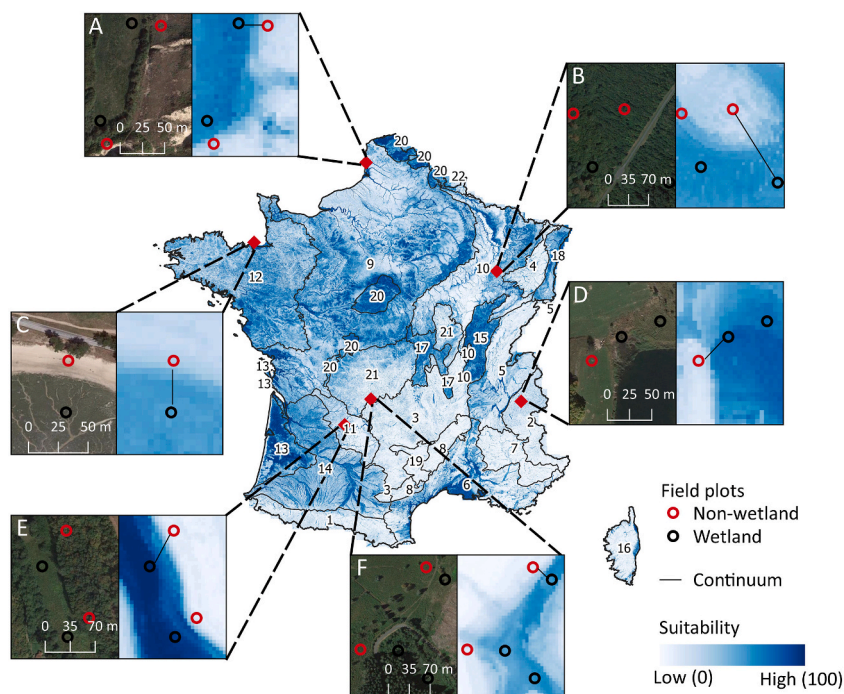 A
0 25 50 m
B
0 35 70 m
C
0 25 50 m
D
0 25 50 m
E
0 35 70 m
F
0 35 70 m
20
20
20
22
9
10
4
18
12
20
5
15
21
20
17
10
13
20
21
17
10
5
13
3
2
11
7
13
19
8
14
3
8
6
1
16
Field plots
Non-wetland
Wetland
Continuum
Suitability
Low (0) High (100)